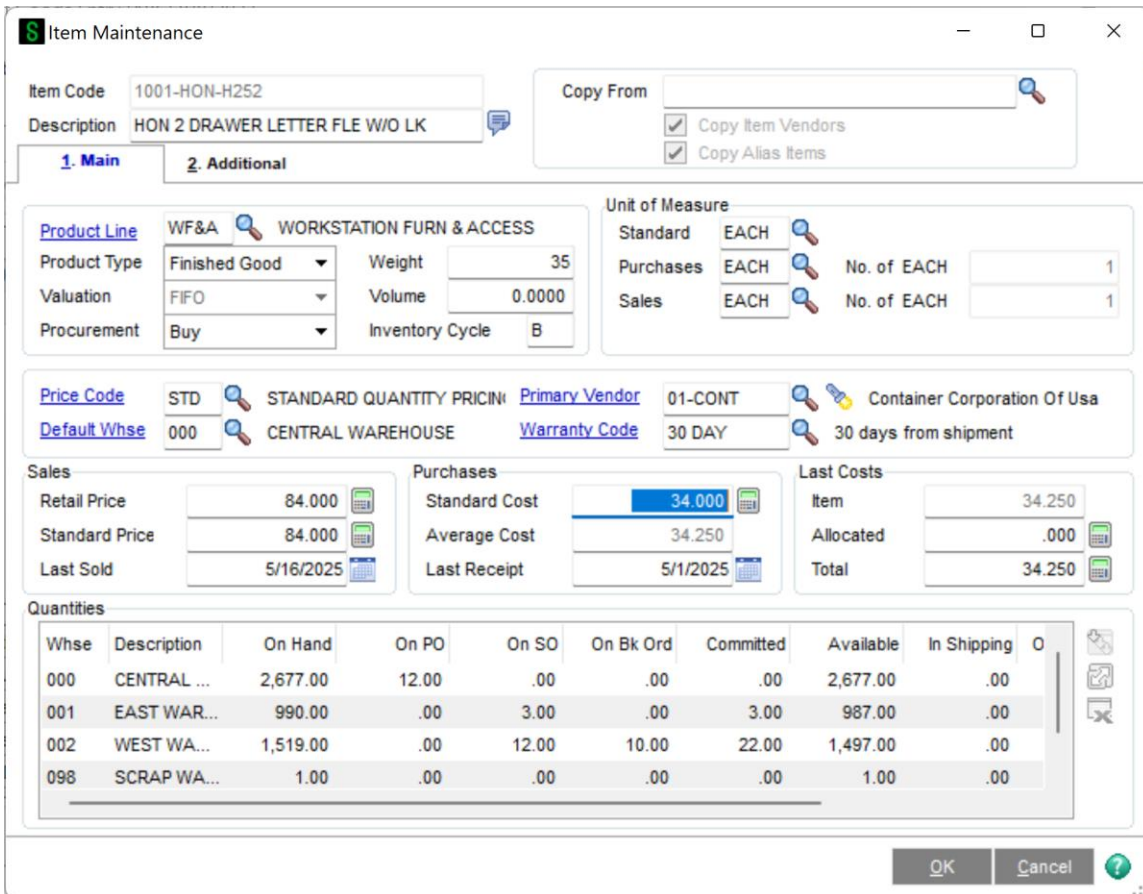 S Item Maintenance
Item Code 1001-HON-H252 Copy From
Description HON 2 DRAWER LETTER FLE W/O LK Copy Item Vendors
Copy Alias Items
1. Main 2. Additional
Unit of Measure
Product Line WF&A WORKSTATION FURN & ACCESS Standard EACH
Product Type Finished Good Weight 35 Purchases EACH No. of EACH 1
Valuation FIFO Volume 0.0000 Sales EACH No. of EACH 1
Procurement Buy Inventory Cycle B
Price Code STD STANDARD QUANTITY PRICIN Primary Vendor 01-CONT Container Corporation Of Usa
Default Whse 000 CENTRAL WAREHOUSE Warranty Code 30 DAY 30 days from shipment
Sales Purchases Last Costs
Retail Price 84.000 Standard Cost 34.000 Item 34.250
Standard Price 84.000 Average Cost 34.250 Allocated .000
Last Sold 5/16/2025 Last Receipt 5/1/2025 Total 34.250
Quantities
Whse Description On Hand On PO On SO On Bk Ord Committed Available In Shipping O
000 CENTRAL ... 2,677.00 12.00 .00 .00 .00 2,677.00 .00
001 EAST WAR... 990.00 .00 3.00 .00 3.00 987.00 .00
002 WEST WA... 1,519.00 .00 12.00 10.00 22.00 1,497.00 .00
098 SCRAP WA... 1.00 .00 .00 .00 .00 1.00 .00
OK Cancel ?